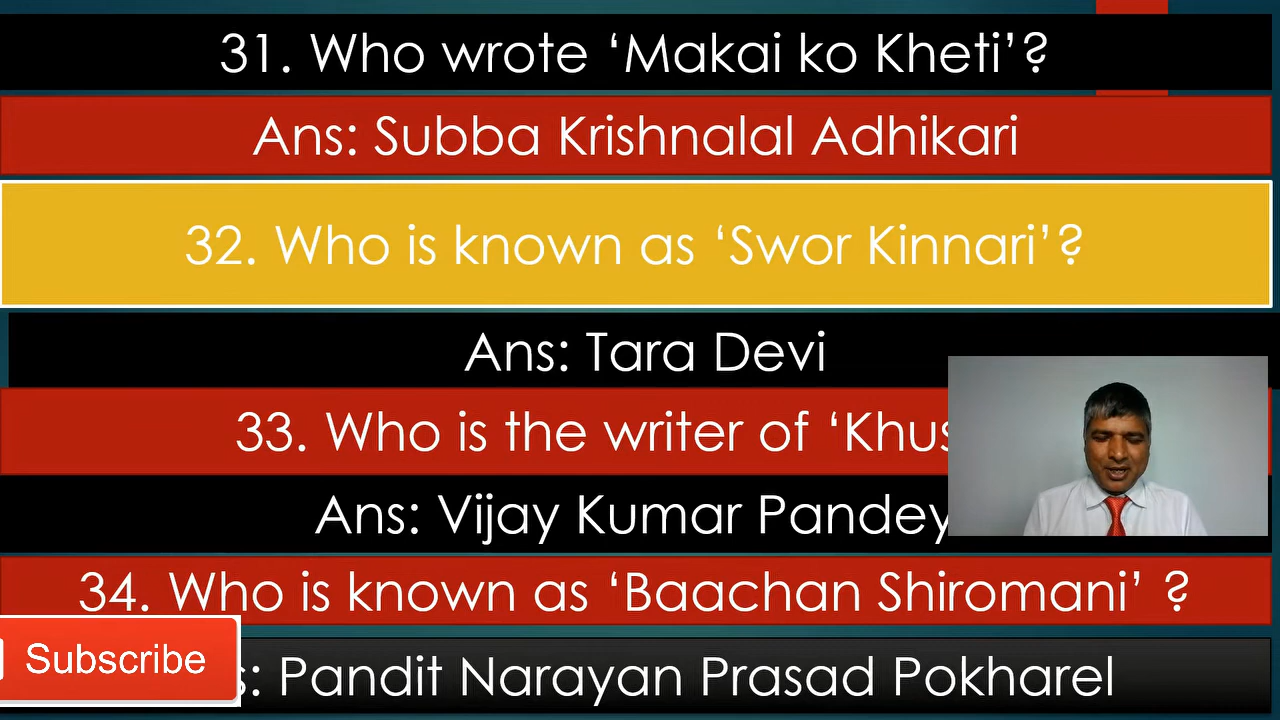 31. Who wrote ‘Makai ko Kheti’?
Ans: Subba Krishnalal Adhikari
32. Who is known as ‘Swor Kinnari’?
Ans: Tara Devi
33. Who is the writer of
Ans: Vijay Kumar Pandey
34. Who is known as ‘Baachan Shiromani’ ?
Pandit Narayan Prasad Pokharel
Subscribe